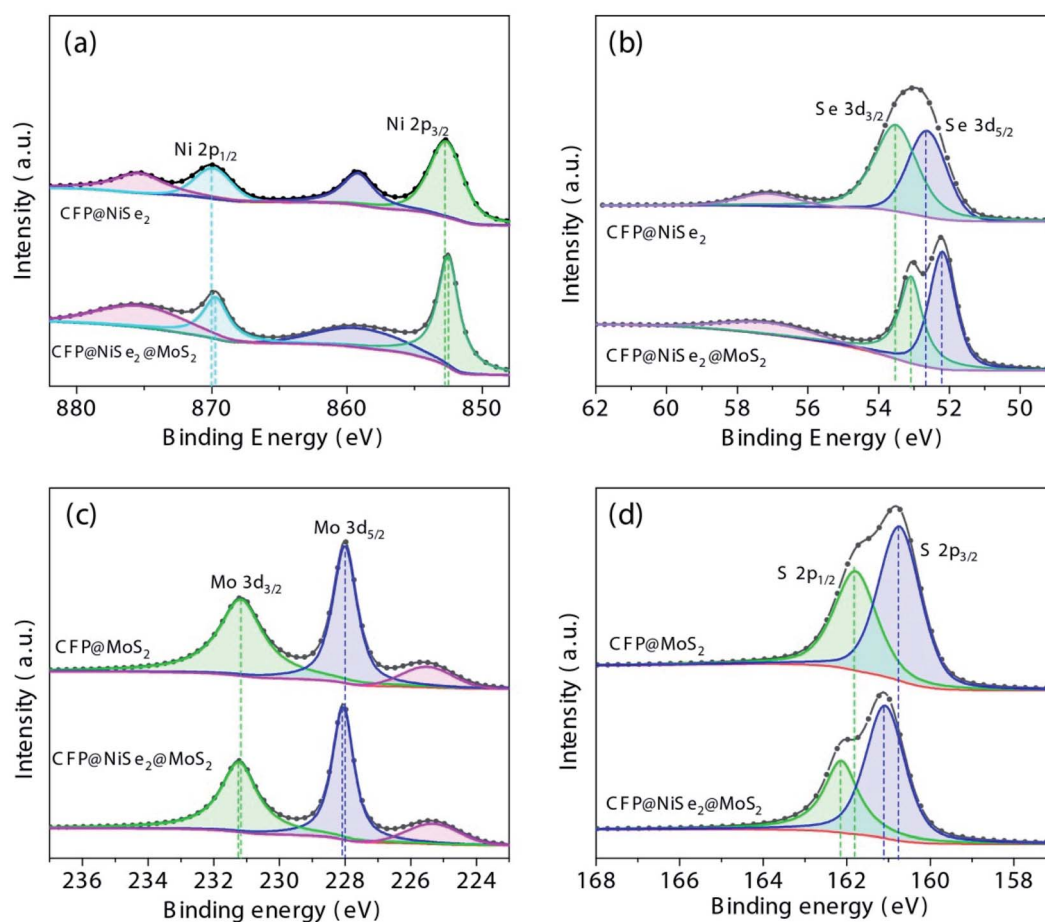 (a)
Ni 2p₃/₂
Ni 2p₁/₂
CFP@NiSe₂
CFP@NiSe₂@MoS₂
Intensity (a.u.)
880 870 860 850
Binding Energy (eV)
(b)
Se 3d₃/₂
Se 3d₅/₂
CFP@NiSe₂
CFP@NiSe₂@MoS₂
Intensity (a.u.)
62 60 58 56 54 52 50
Binding Energy (eV)
(c)
Mo 3d₅/₂
Mo 3d₃/₂
CFP@MoS₂
CFP@NiSe₂@MoS₂
Intensity (a.u.)
236 234 232 230 228 226 224
Binding energy (eV)
(d)
S 2p₃/₂
S 2p₁/₂
CFP@MoS₂
CFP@NiSe₂@MoS₂
Intensity (a.u.)
168 166 164 162 160 158
Binding energy (eV)